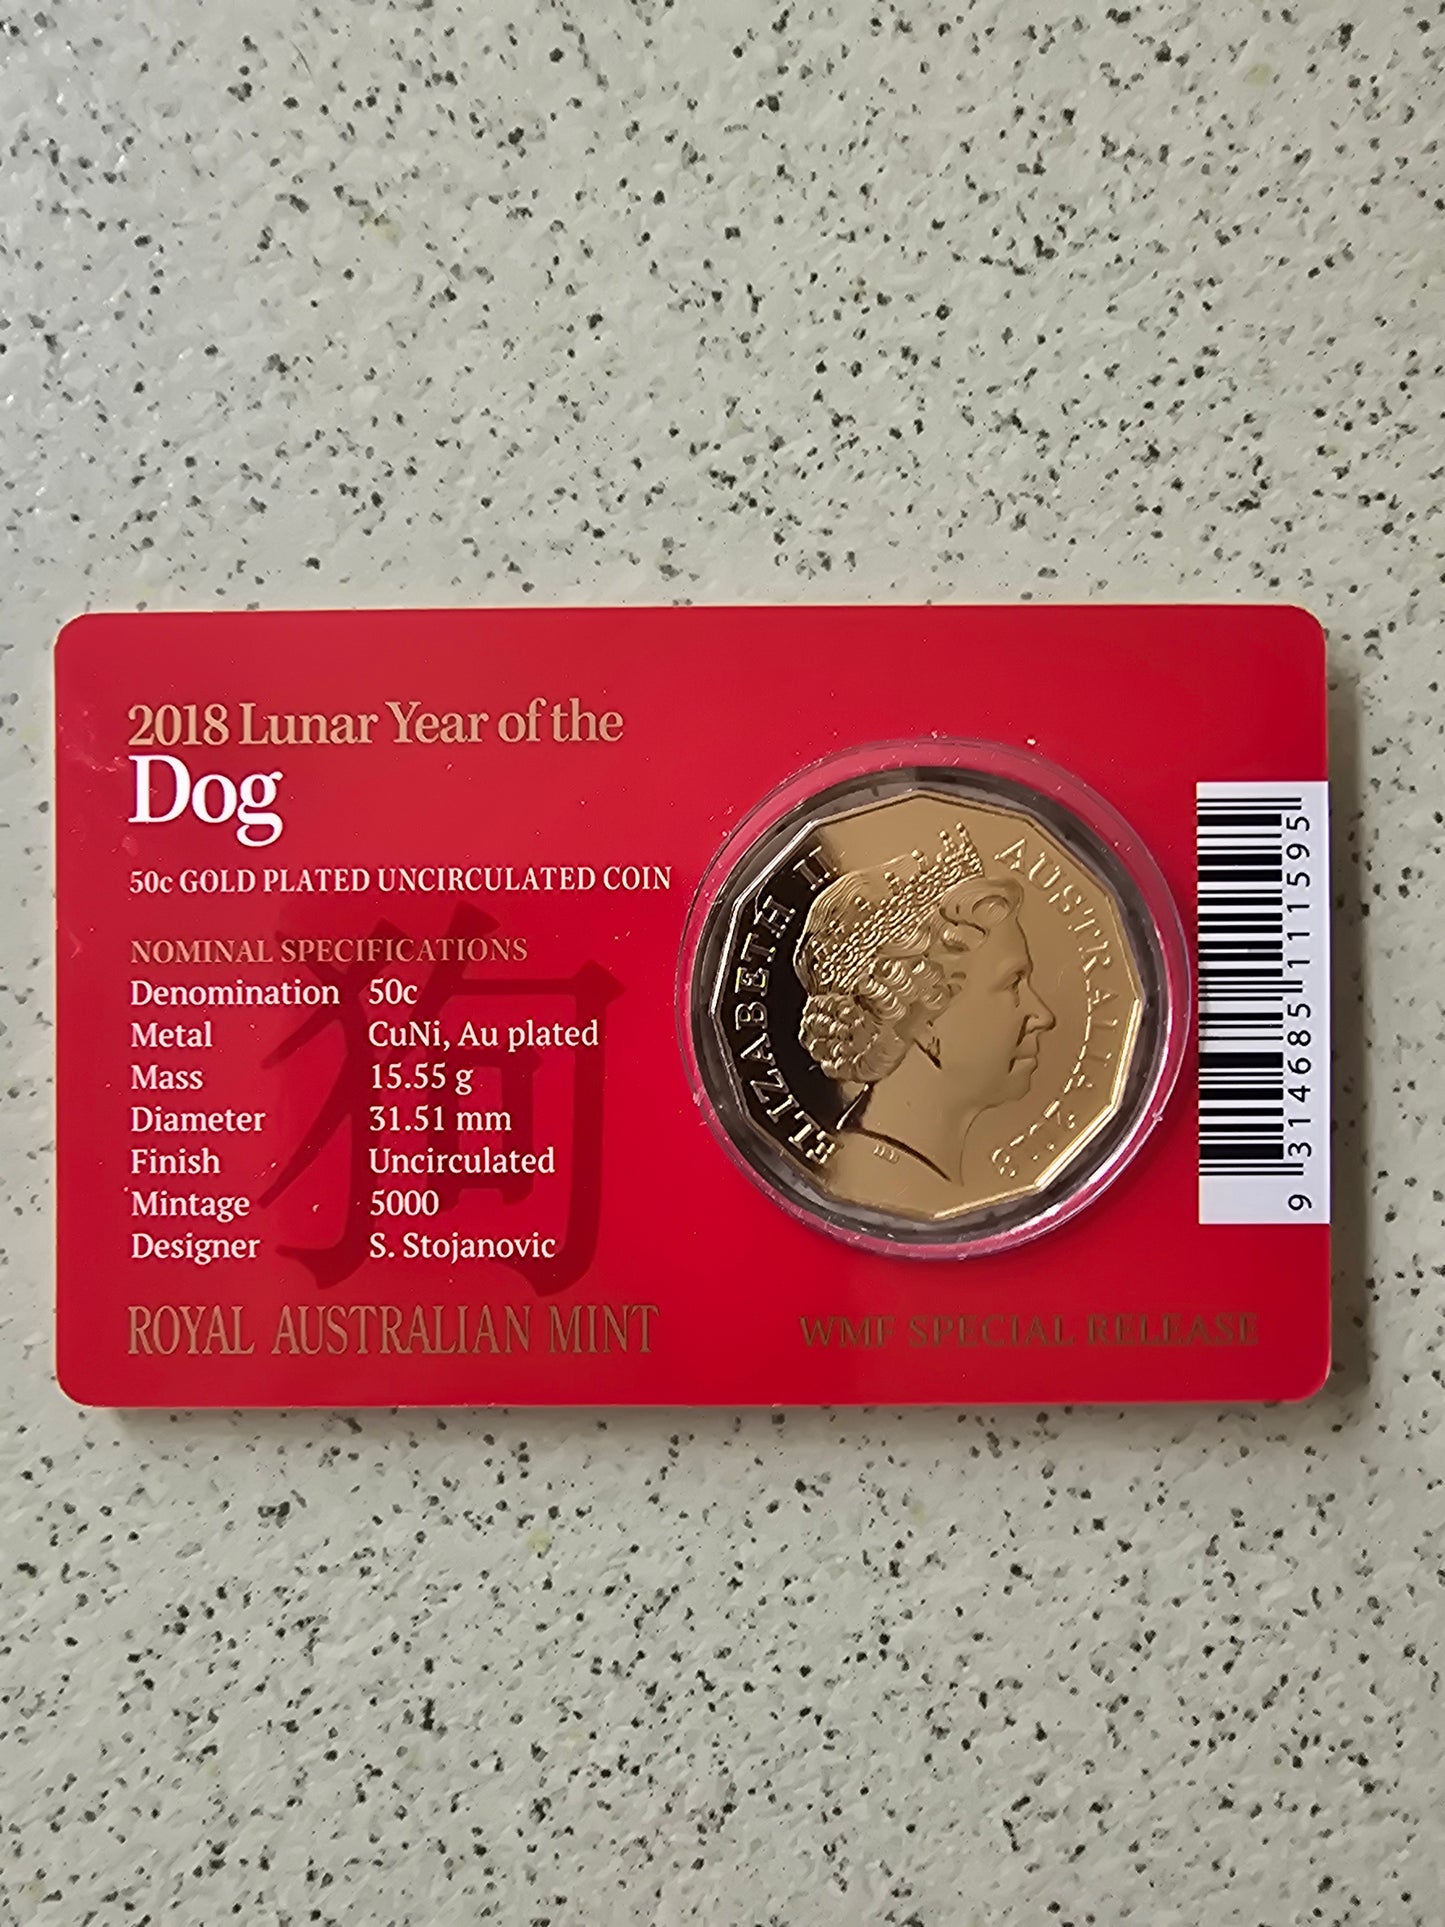 2018 Lunar Year of the
Dog
50c GOLD PLATED UNCIRCULATED COIN
NOMINAL SPECIFICATIONS
Denomination 50c
Metal CuNi, Au plated
Mass 15.55 g
Diameter 31.51 mm
Finish Uncirculated
Mintage 5000
Designer S. Stojanovic
狗
ROYAL AUSTRALIAN MINT
ELIZABETH II
AUSTRALIA 2018
WMF SPECIAL RELEASE
9 314685 111595